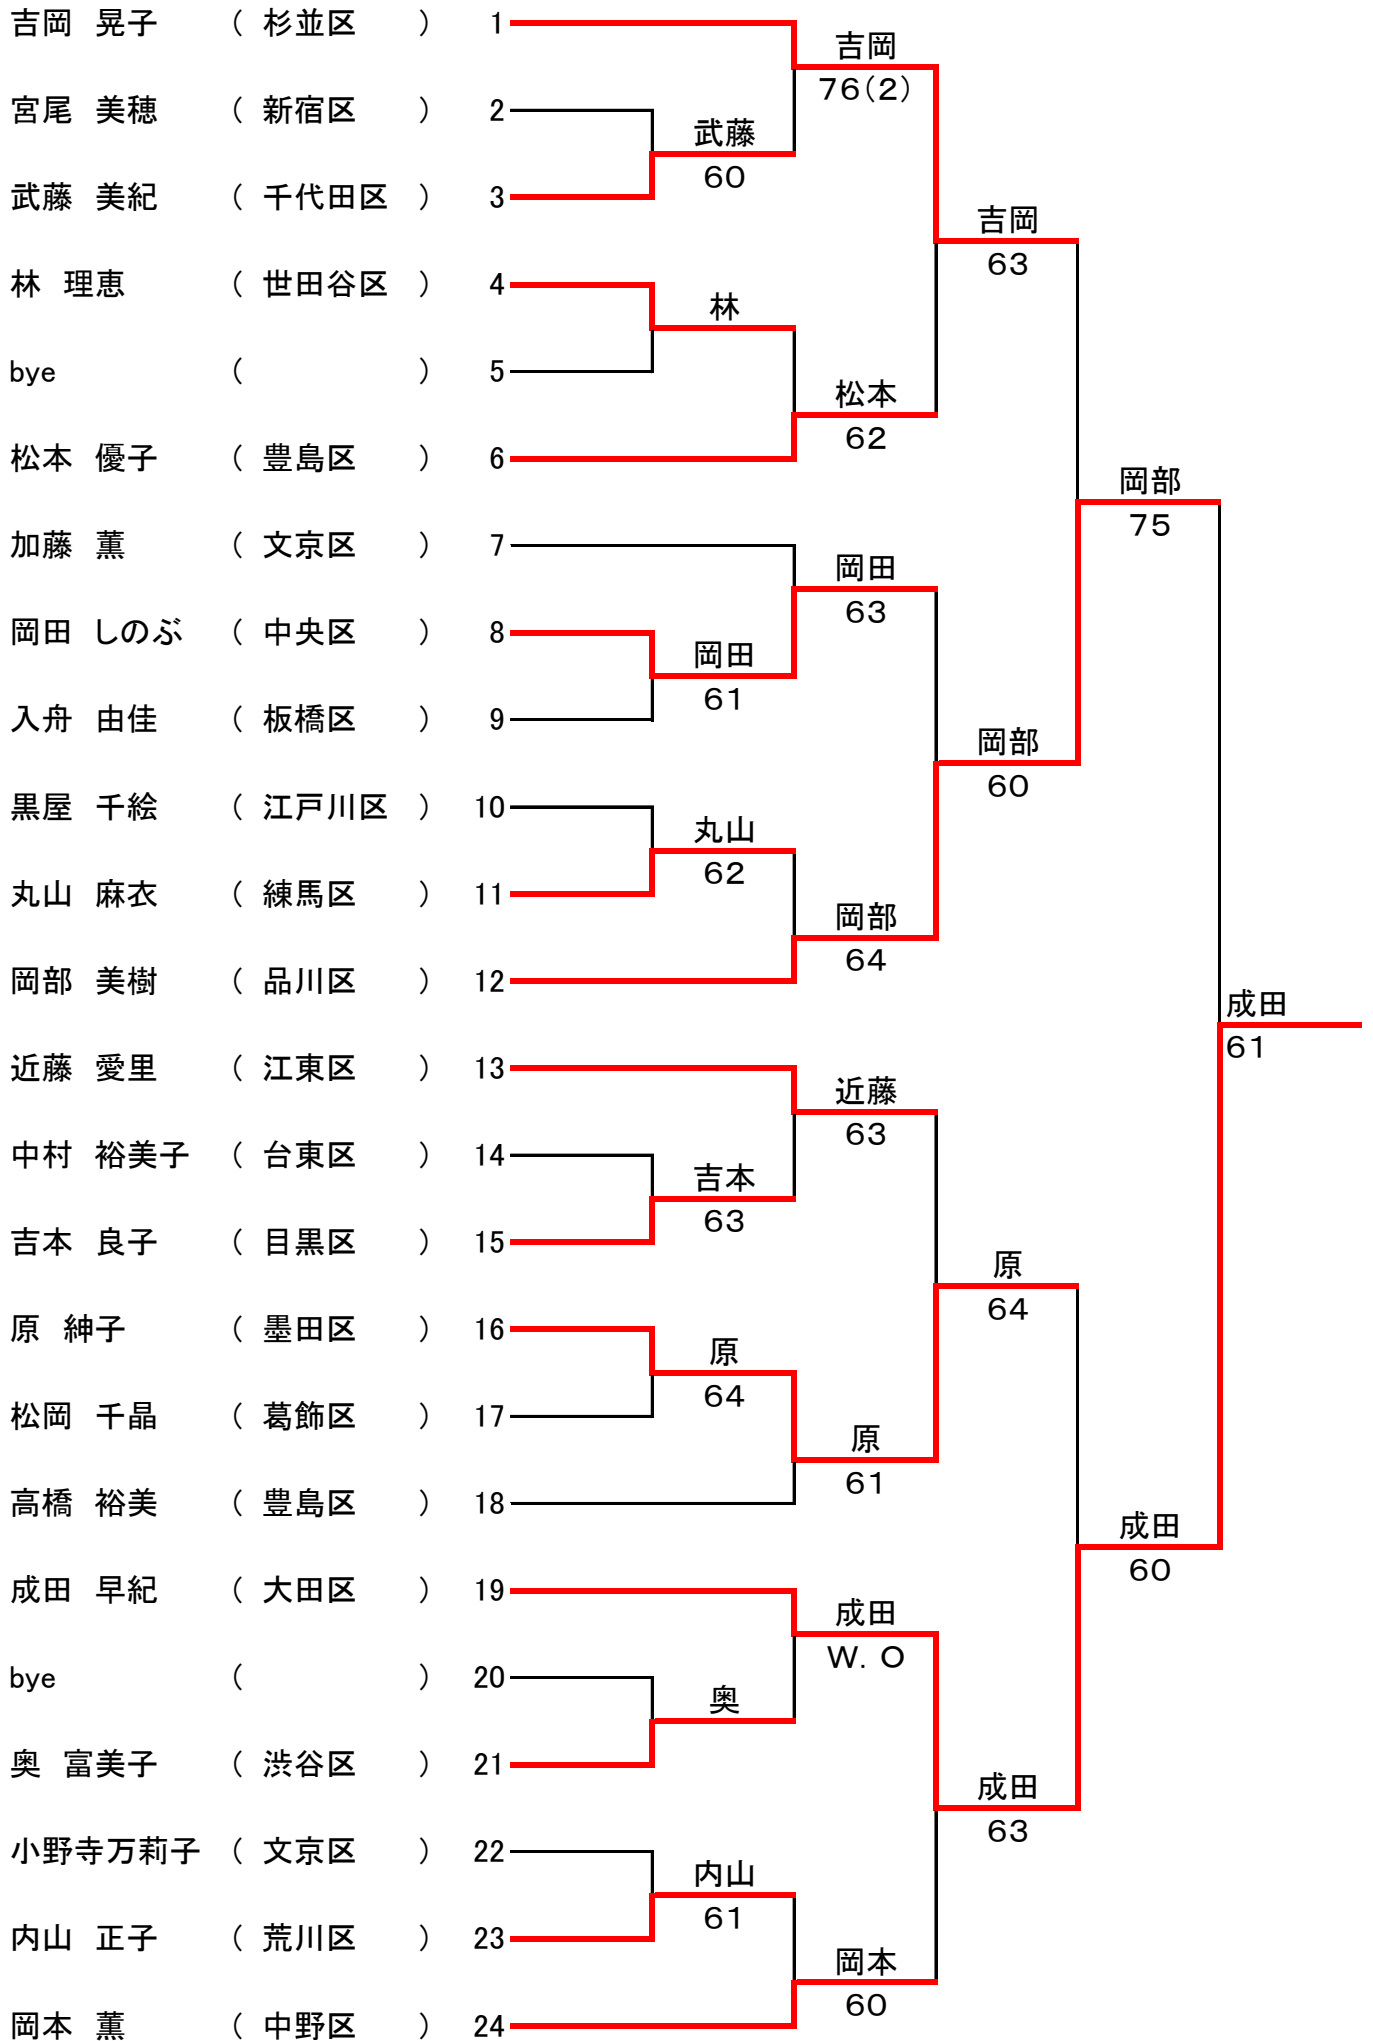 吉岡 晃子 ( 杉並区 ) 1
吉岡
76(2)
宮尾 美穂 ( 新宿区 ) 2
武藤
60
武藤 美紀 ( 千代田区 ) 3
吉岡
63
林 理恵 ( 世田谷区 ) 4
林
bye ( ) 5
松本
62
松本 優子 ( 豊島区 ) 6
岡部
75
加藤 薫 ( 文京区 ) 7
岡田
63
岡田 しのぶ ( 中央区 ) 8
岡田
61
入舟 由佳 ( 板橋区 ) 9
岡部
60
黒屋 千絵 ( 江戸川区 ) 10
丸山
62
丸山 麻衣 ( 練馬区 ) 11
岡部
64
岡部 美樹 ( 品川区 ) 12
成田
61
近藤 愛里 ( 江東区 ) 13
近藤
63
中村 裕美子 ( 台東区 ) 14
吉本
63
吉本 良子 ( 目黒区 ) 15
原
64
原 紳子 ( 墨田区 ) 16
原
64
松岡 千晶 ( 葛飾区 ) 17
原
61
高橋 裕美 ( 豊島区 ) 18
成田
60
成田 早紀 ( 大田区 ) 19
成田
W. O
bye ( ) 20
奥
奥 富美子 ( 渋谷区 ) 21
成田
63
小野寺万莉子 ( 文京区 ) 22
内山
61
内山 正子 ( 荒川区 ) 23
岡本
60
岡本 薫 ( 中野区 ) 24